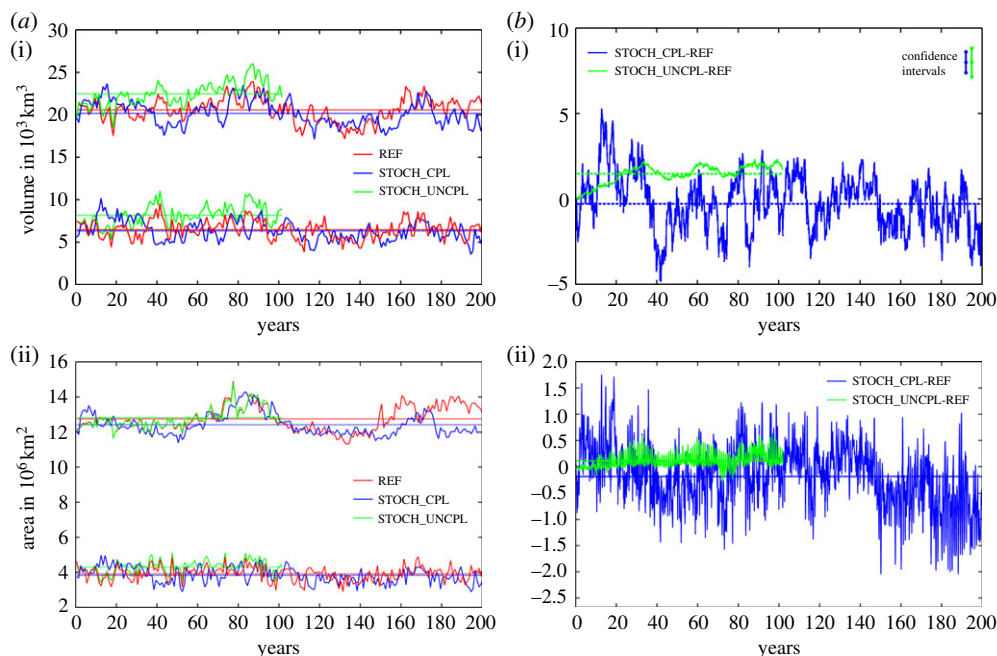 (a)
(i)
30
25
20
15
10
5
0
volume in 10³ km³
REF
STOCH_CPL
STOCH_UNCPL
0 20 40 60 80 100 120 140 160 180 200
years
(b)
(i)
10
5
0
−5
STOCH_CPL-REF
STOCH_UNCPL-REF
confidence
intervals
0 20 40 60 80 100 120 140 160 180 200
years
(ii)
16
14
12
10
8
6
4
2
area in 10⁶ km²
REF
STOCH_CPL
STOCH_UNCPL
0 20 40 60 80 100 120 140 160 180 200
years
(ii)
2.0
1.5
1.0
0.5
0
−0.5
−1.0
−1.5
−2.0
−2.5
STOCH_CPL-REF
STOCH_UNCPL-REF
0 20 40 60 80 100 120 140 160 180 200
years